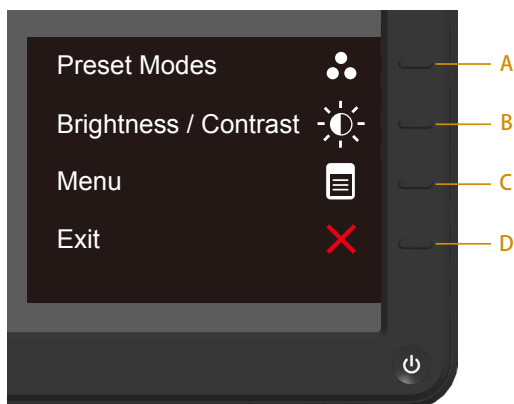 Preset Modes
A
Brightness / Contrast
B
Menu
C
Exit
D